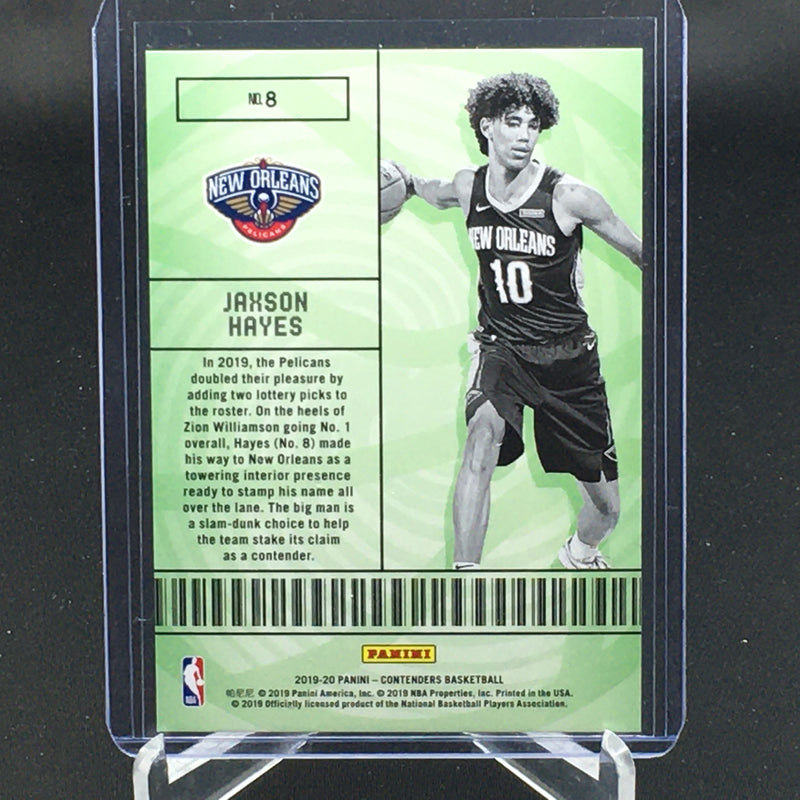 NO. 8
NEW ORLEANS
PELICANS
JAXSON
HAYES
In 2019, the Pelicans
doubled their pleasure by
adding two lottery picks to
the roster. On the heels of
Zion Williamson going No. 1
overall, Hayes (No. 8) made
his way to New Orleans as a
towering interior presence
ready to stamp his name all
over the lane. The big man is
a slam-dunk choice to help
the team stake its claim
as a contender.
NEW ORLEANS
10
PANINI
NBA
2019-20 PANINI – CONTENDERS BASKETBALL
帕尼尼 © 2019 Panini America, Inc. © 2019 NBA Properties, Inc. Printed in the USA.
© 2019 Officially licensed product of the National Basketball Players Association.